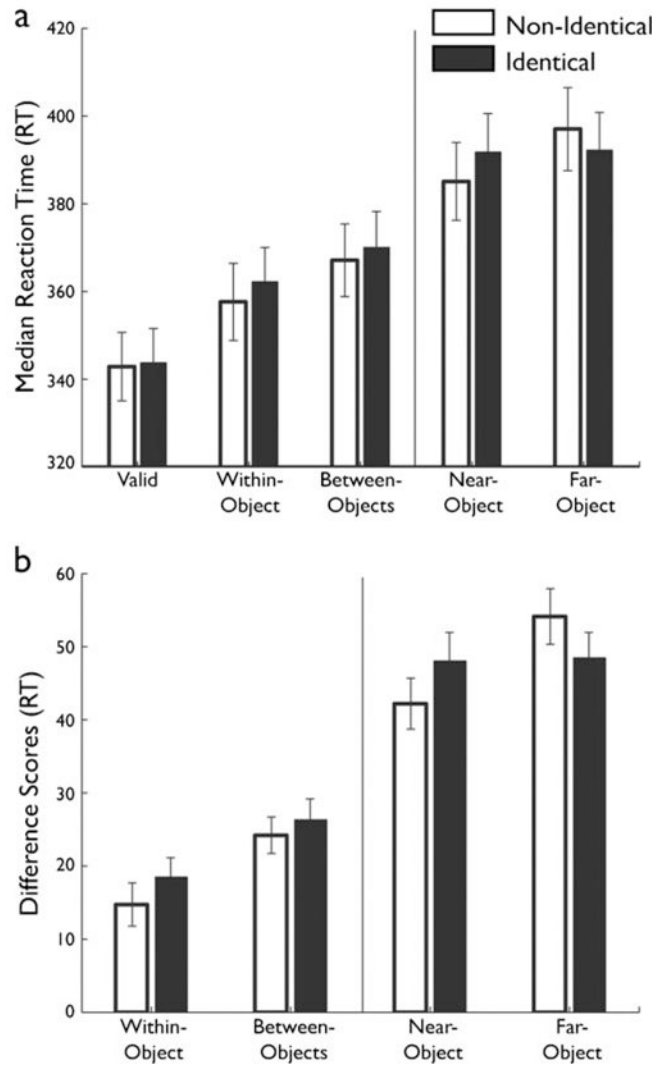 a
420
400
380
360
340
320
Median Reaction Time (RT)
Non-Identical
Identical
Valid
Within-
Object
Between-
Objects
Near-
Object
Far-
Object
b
60
50
40
30
20
10
0
Difference Scores (RT)
Within-
Object
Between-
Objects
Near-
Object
Far-
Object